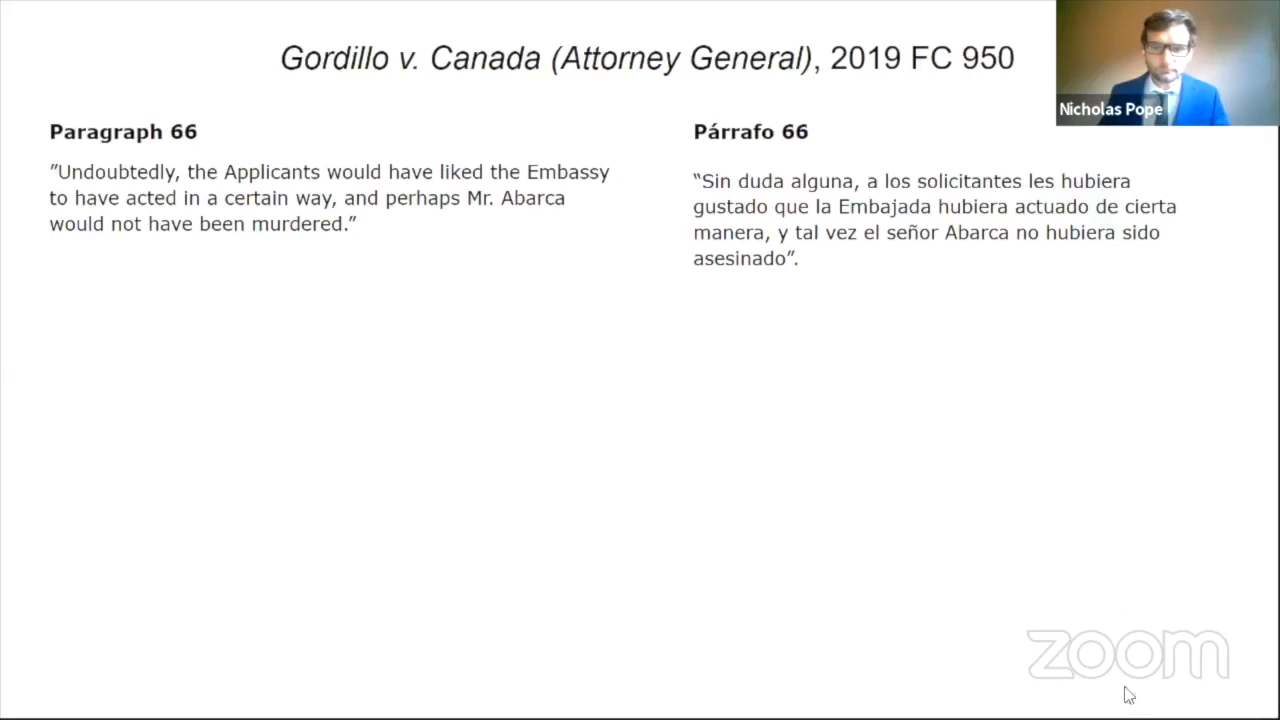 Gordillo v. Canada (Attorney General), 2019 FC 950
Nicholas Pope
Paragraph 66
”Undoubtedly, the Applicants would have liked the Embassy
to have acted in a certain way, and perhaps Mr. Abarca
would not have been murdered.”
Párrafo 66
“Sin duda alguna, a los solicitantes les hubiera
gustado que la Embajada hubiera actuado de cierta
manera, y tal vez el señor Abarca no hubiera sido
asesinado”.
zoom